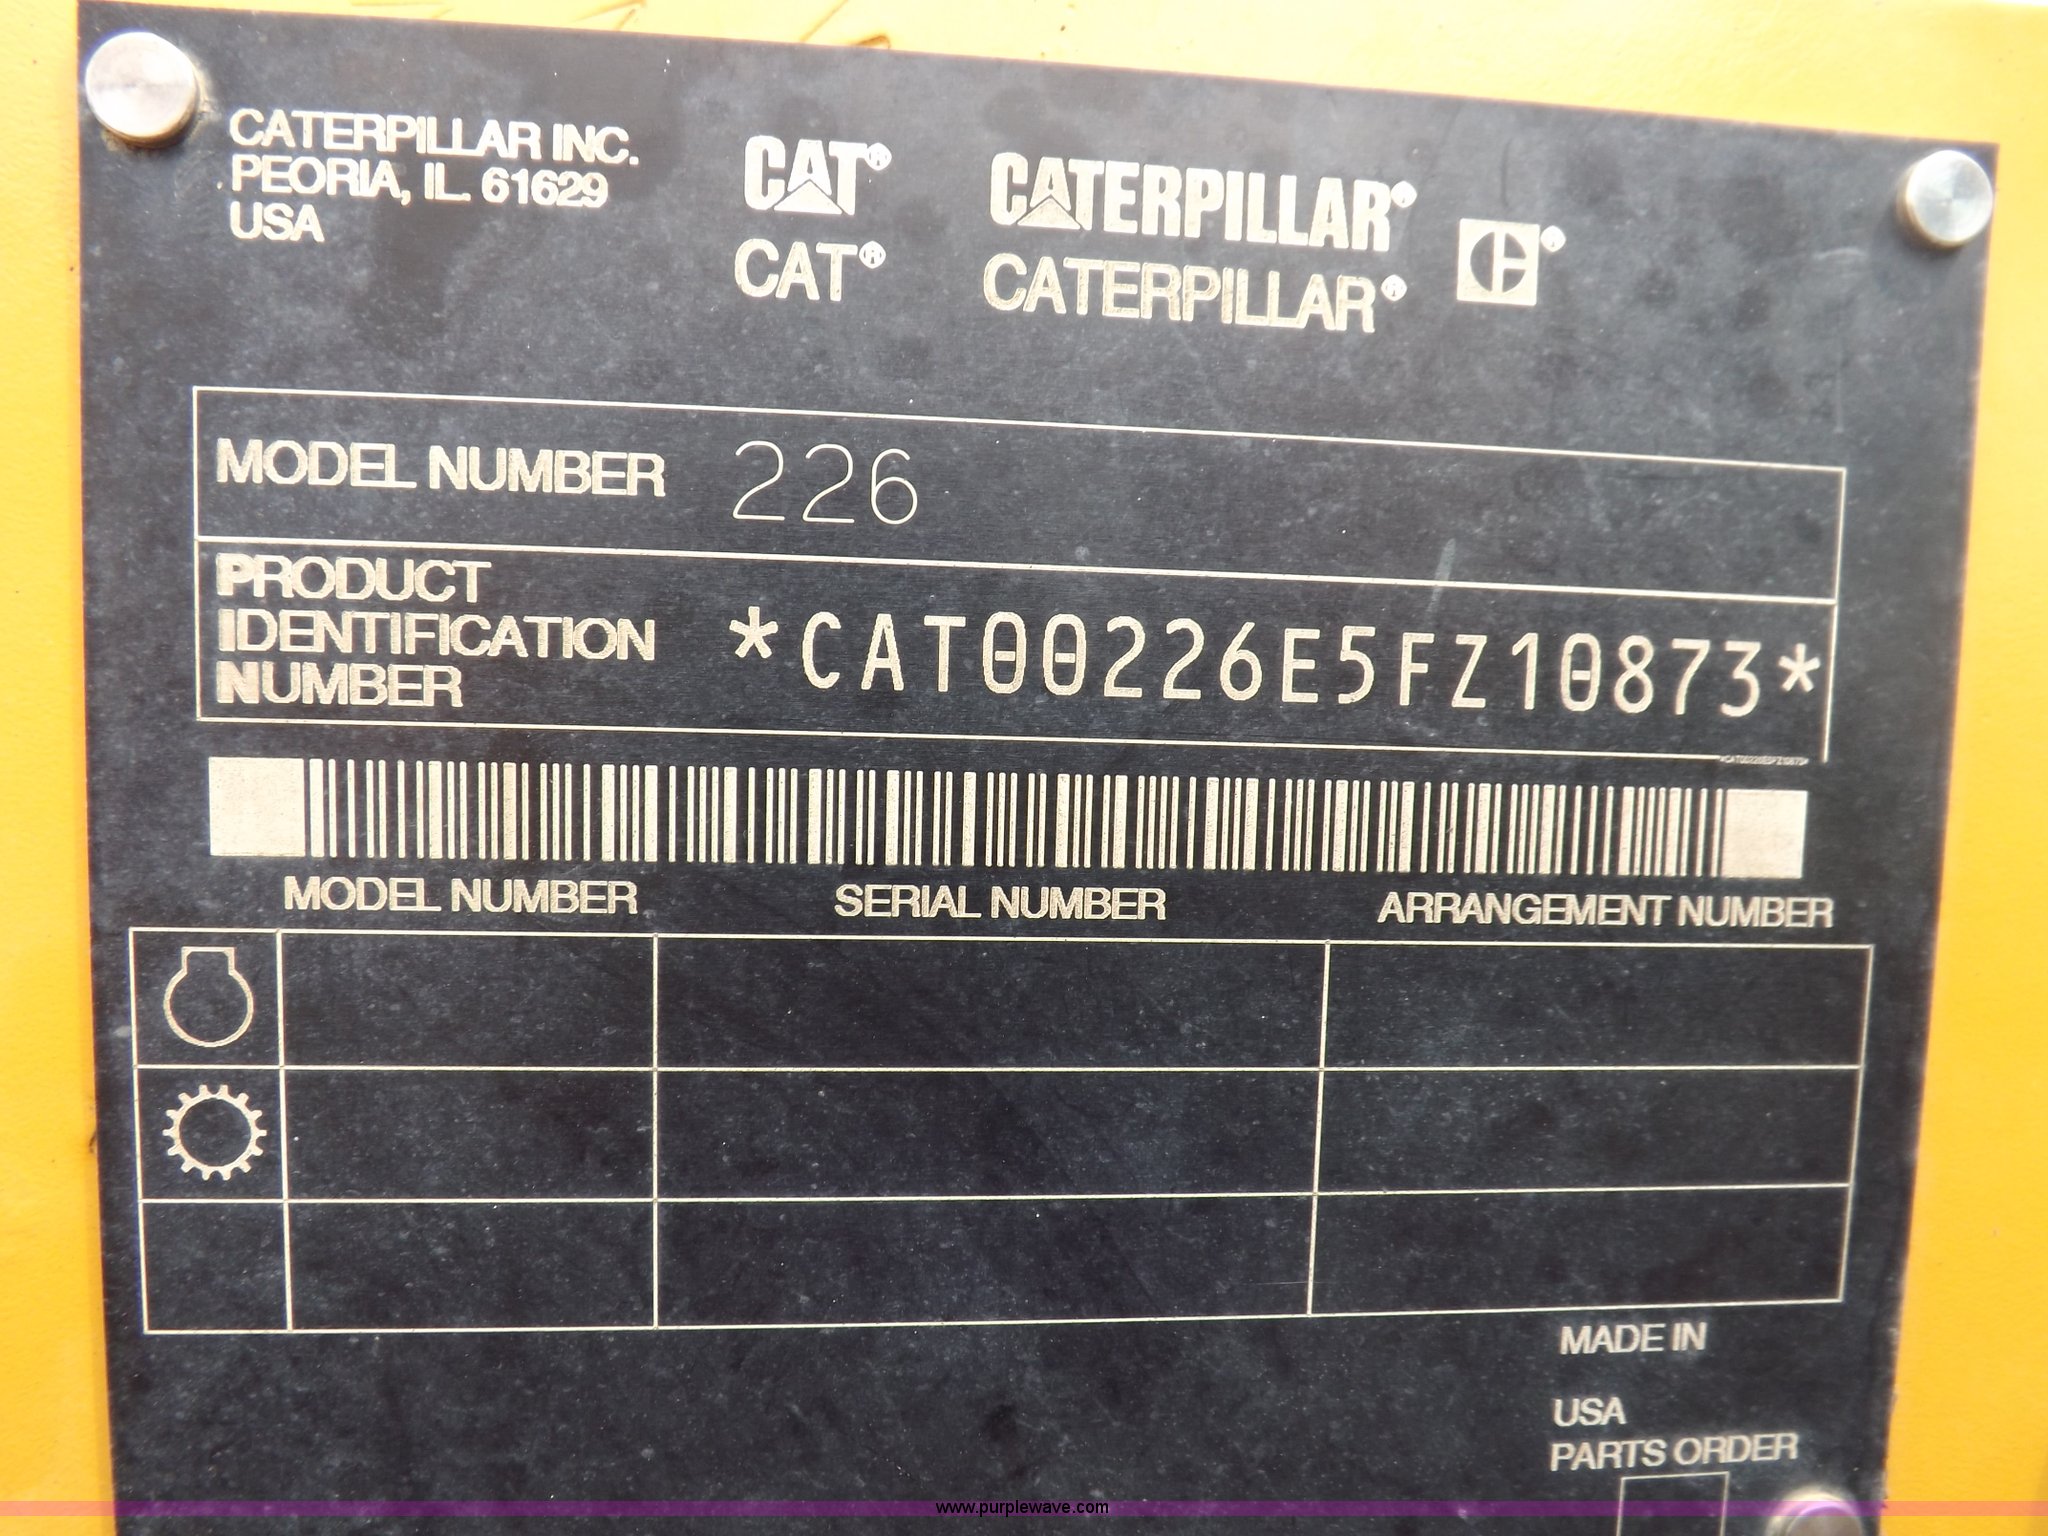 CATERPILLAR INC.
PEORIA, IL. 61629
USA
CAT® CATERPILLAR®
CAT® CATERPILLAR®
MODEL NUMBER 226
PRODUCT
IDENTIFICATION
NUMBER
*CAT00226E5FZ10873*
*CAT00226E5FZ10873*
MODEL NUMBER SERIAL NUMBER ARRANGEMENT NUMBER
MADE IN
USA
PARTS ORDER
www.purplewave.com